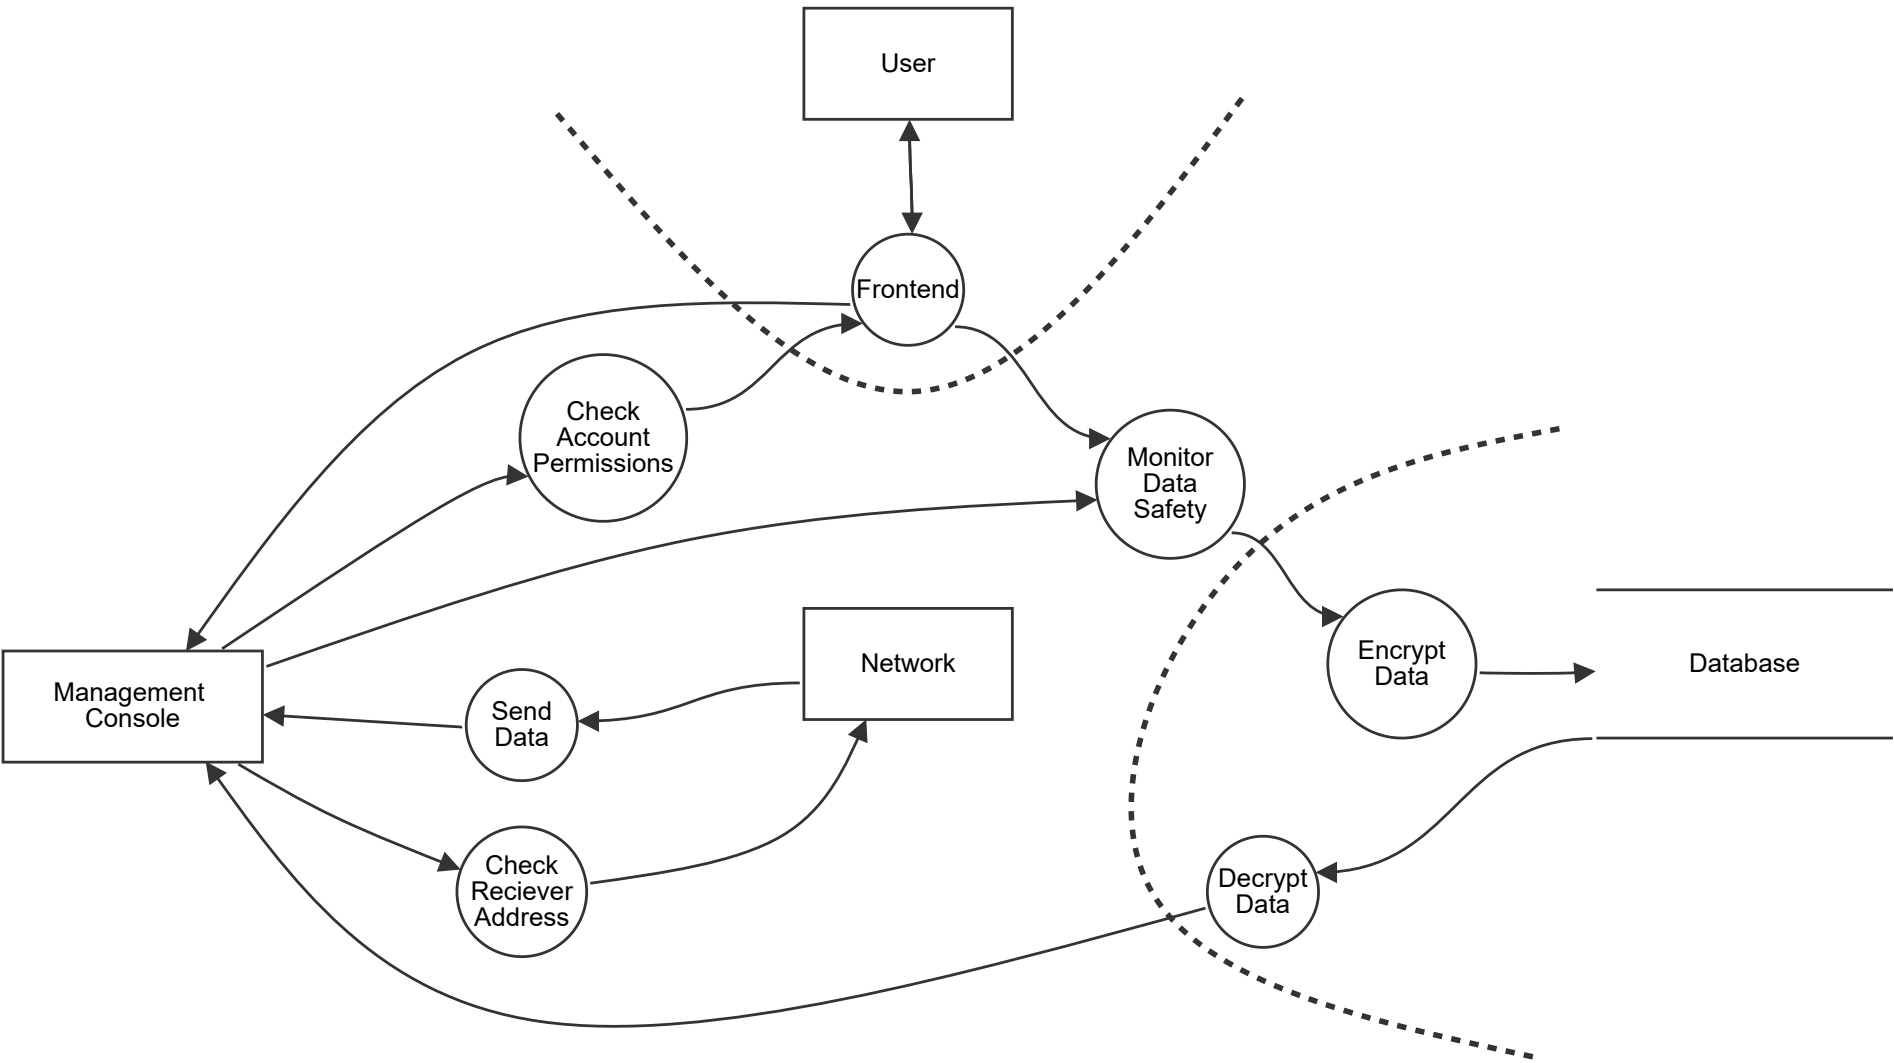 User
Frontend
Check
Account
Permissions
Monitor
Data
Safety
Network
Encrypt
Data
Database
Management
Console
Send
Data
Check
Reciever
Address
Decrypt
Data